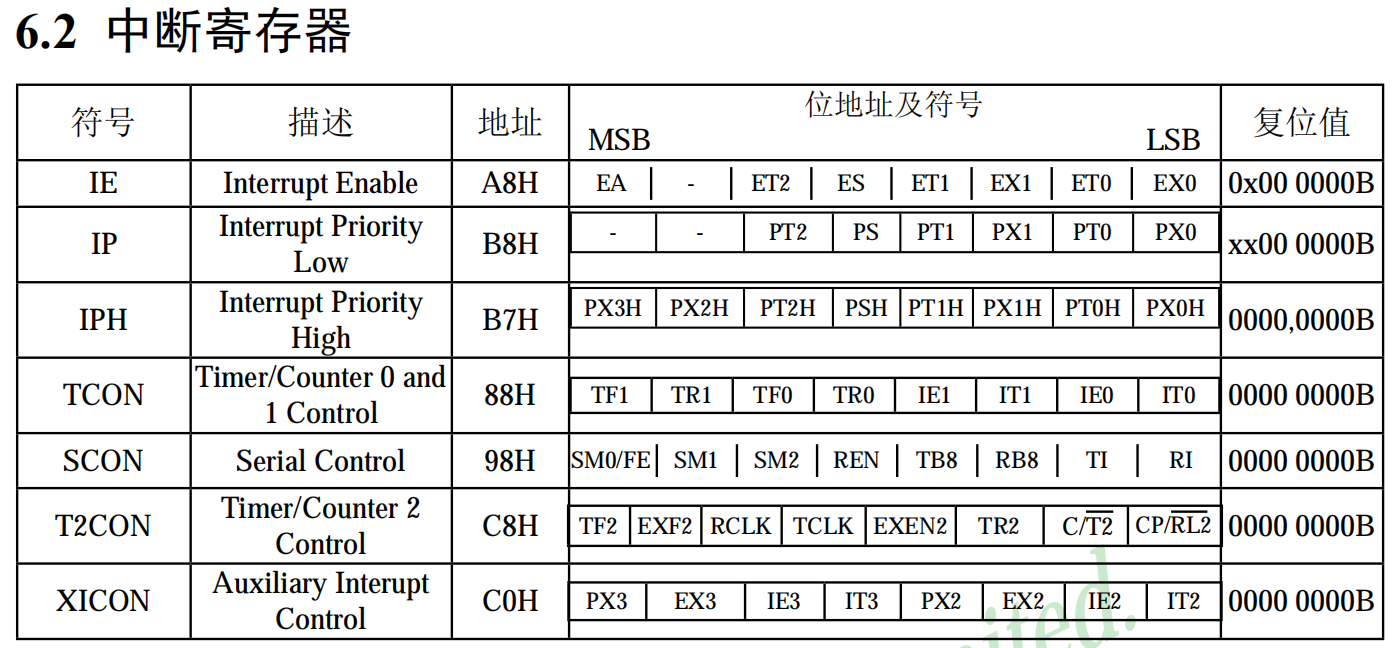 6.2 中断寄存器
符号 描述 地址 位地址及符号 复位值
MSB LSB
IE Interrupt Enable A8H EA - ET2 ES ET1 EX1 ET0 EX0 0x00 0000B
IP Interrupt Priority Low B8H - - PT2 PS PT1 PX1 PT0 PX0 xx00 0000B
IPH Interrupt Priority High B7H PX3H PX2H PT2H PSH PT1H PX1H PT0H PX0H 0000,0000B
TCON Timer/Counter 0 and 1 Control 88H TF1 TR1 TF0 TR0 IE1 IT1 IE0 IT0 0000 0000B
SCON Serial Control 98H SM0/FE SM1 SM2 REN TB8 RB8 TI RI 0000 0000B
T2CON Timer/Counter 2 Control C8H TF2 EXF2 RCLK TCLK EXEN2 TR2 C/T2 CP/RL2 0000 0000B
XICON Auxiliary Interupt Control C0H PX3 EX3 IE3 IT3 PX2 EX2 IE2 IT2 0000 0000B